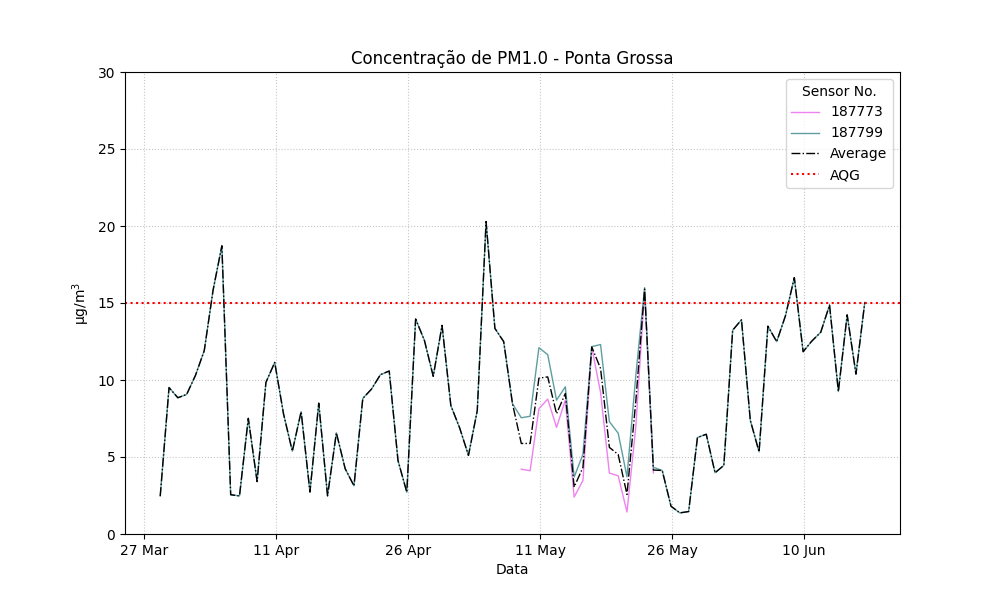 Concentração de PM1.0 - Ponta Grossa
30
25
20
15
10
5
0
µg/m³
Sensor No.
187773
187799
Average
AQG
27 Mar
11 Apr
26 Apr
11 May
26 May
10 Jun
Data